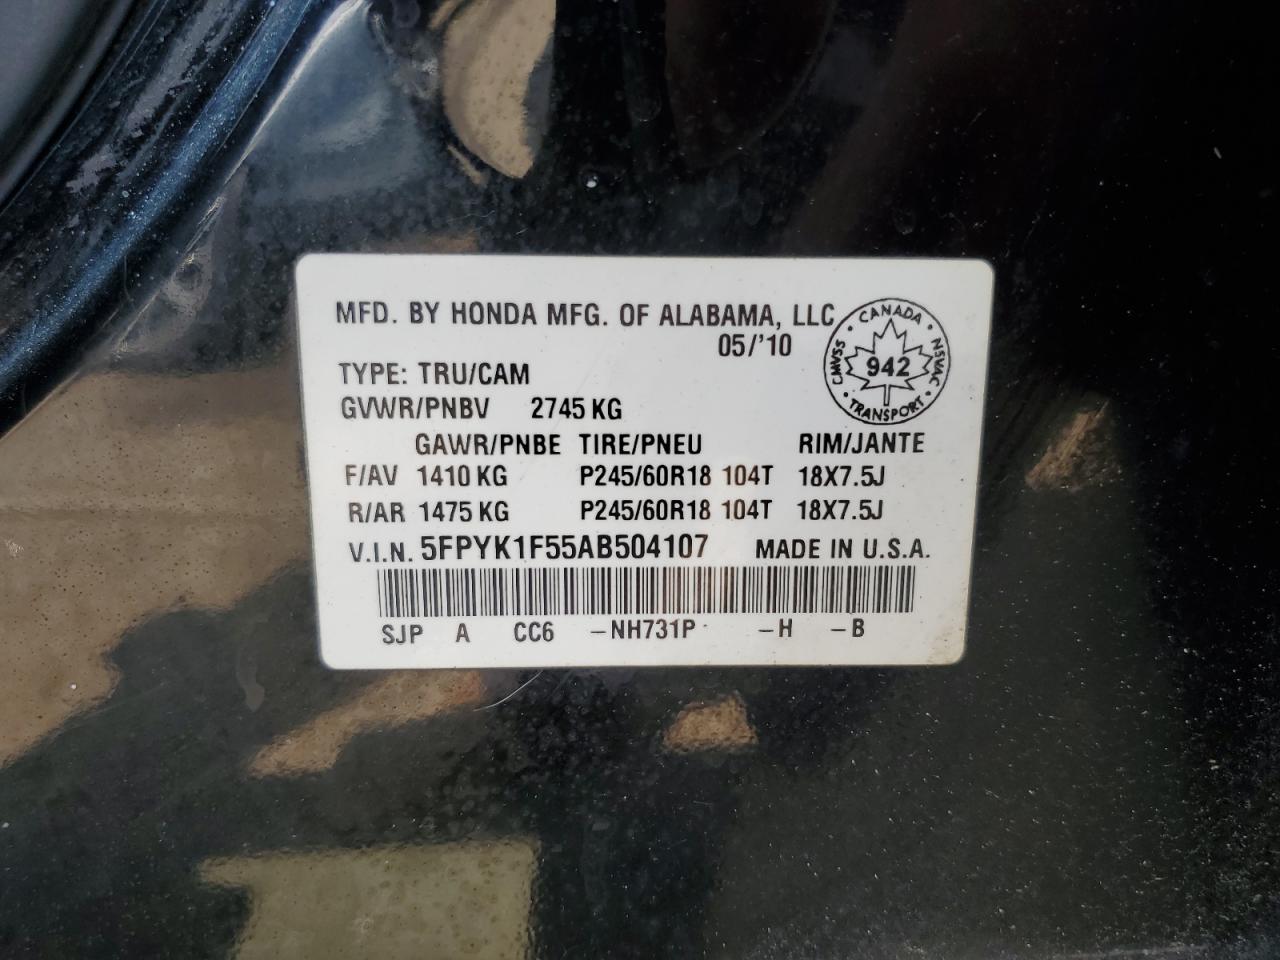 MFD. BY HONDA MFG. OF ALABAMA, LLC
05/'10
CANADA
CMVSS 942 NSVAC
TRANSPORT
TYPE: TRU/CAM
GVWR/PNBV 2745 KG
GAWR/PNBE TIRE/PNEU RIM/JANTE
F/AV 1410 KG P245/60R18 104T 18X7.5J
R/AR 1475 KG P245/60R18 104T 18X7.5J
V.I.N. 5FPYK1F55AB504107 MADE IN U.S.A.
SJP A CC6 –NH731P –H –B